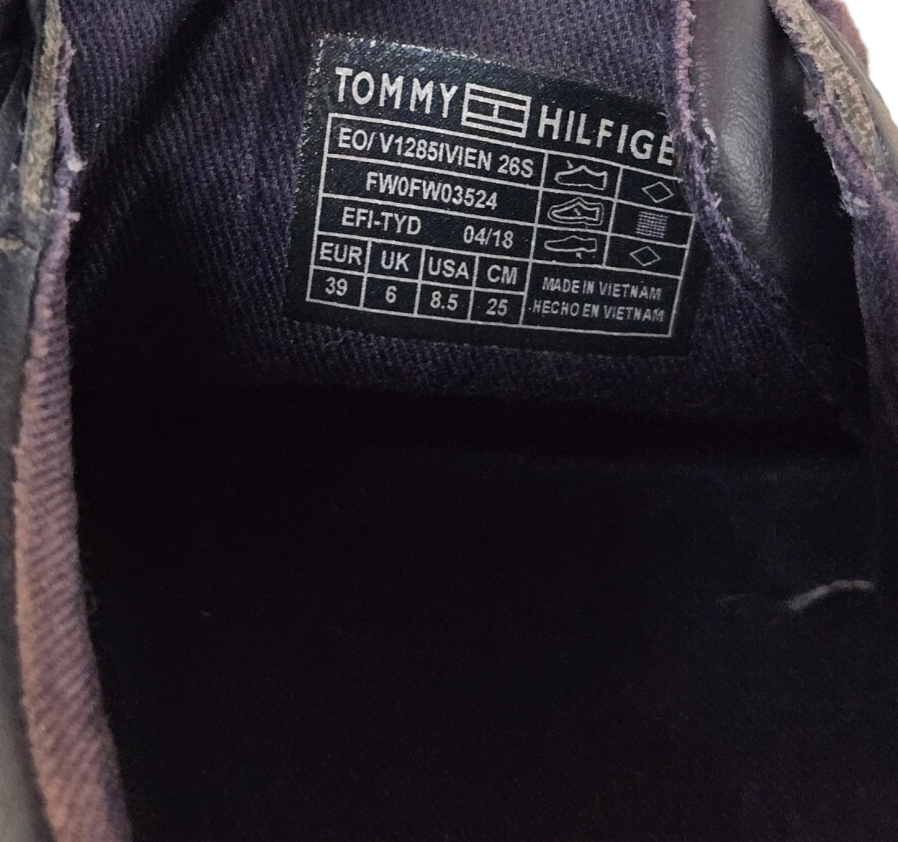 TOMMY HILFIGE
EO/ V1285IVIEN 26S
FW0FW03524
EFI-TYD 04/18
EUR UK USA CM
39 6 8.5 25
MADE IN VIETNAM
HECHO EN VIETNAM